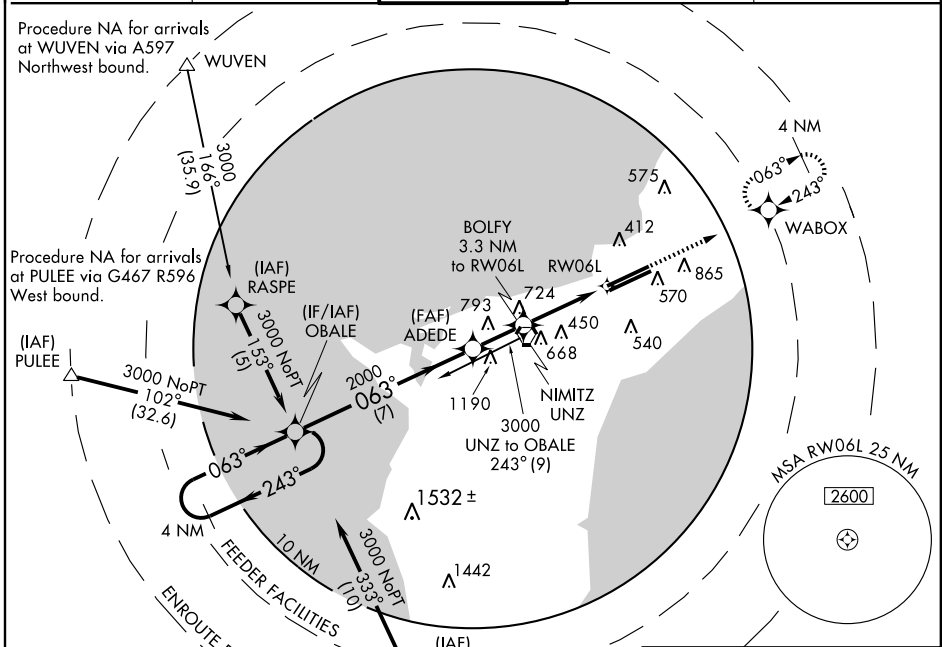 Procedure NA for arrivals
at WUVEN via A597
Northwest bound.
WUVEN
3000
166°
(35.9)
4 NM
063°
243°
WABOX
575
412
BOLFY
3.3 NM
to RW06L
RW06L
865
570
Procedure NA for arrivals
at PULEE via G467 R596
West bound.
(IAF)
RASPE
(IF/IAF)
OBALE
(FAF)
ADEDE
793
724
450
668
540
(IAF)
PULEE
3000 NoPT
153°
(5)
3000 NoPT
102°
(32.6)
2000
063°
(7)
1190
NIMITZ
UNZ
3000
UNZ to OBALE
243° (9)
063°
243°
4 NM
MSA RW06L 25 NM
2600
1532 ±
1442
10 NM
3000 NoPT
333°
(10)
FEEDER FACILITIES
ENROUTE
(IAF)